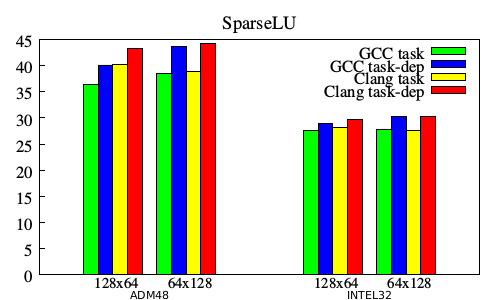 SparseLU
45
40
35
30
25
20
15
10
5
0
GCC task
GCC task-dep
Clang task
Clang task-dep
128x64 64x128 128x64 64x128
ADM48 INTEL32